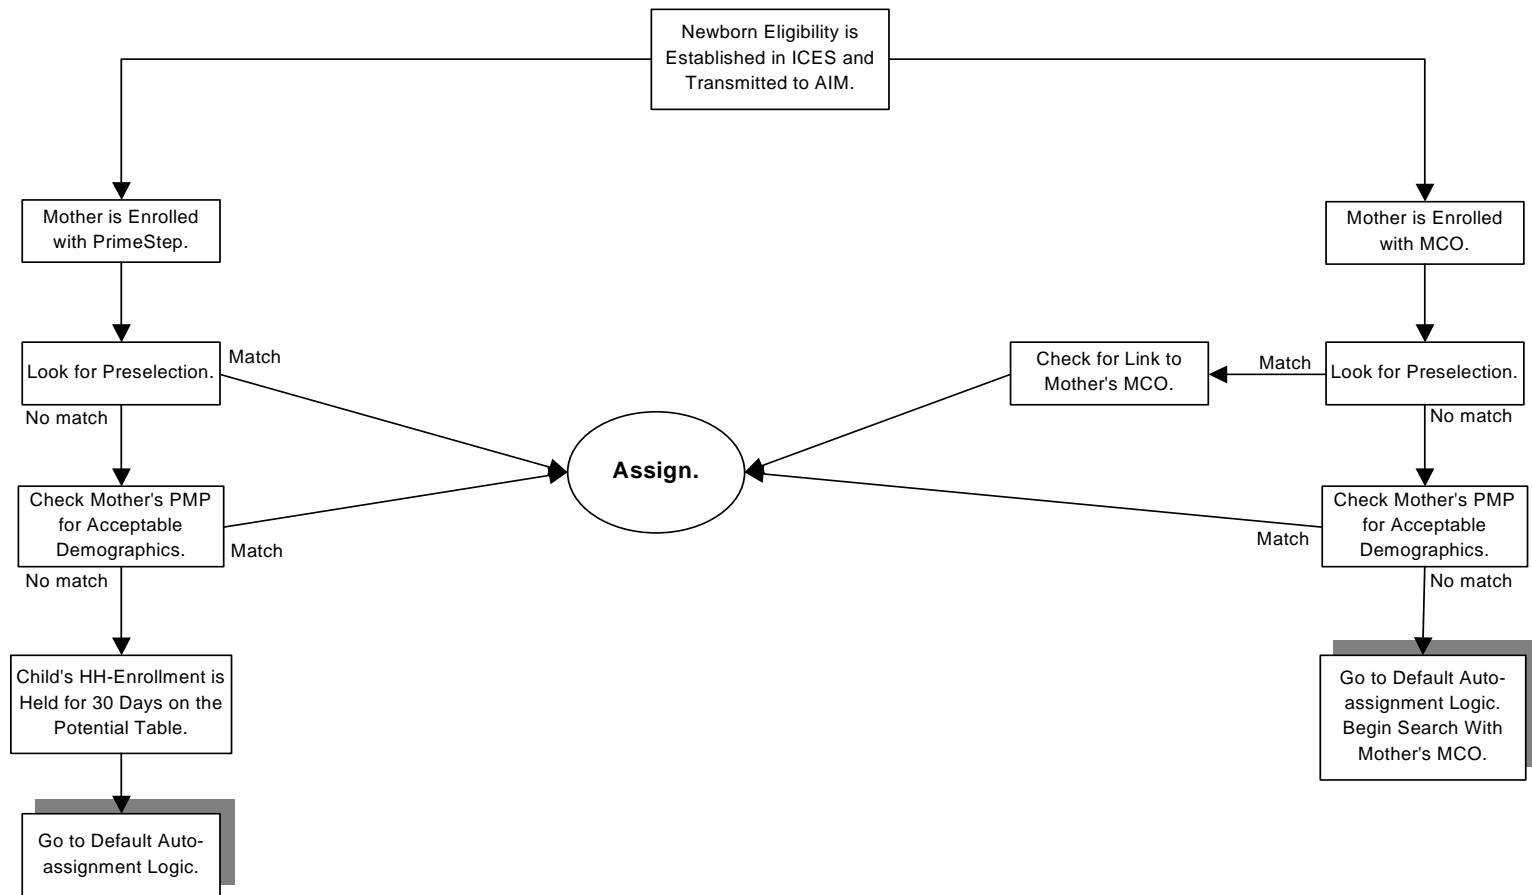 Newborn Eligibility is
Established in ICES and
Transmitted to AIM.
Mother is Enrolled
with PrimeStep.
Mother is Enrolled
with MCO.
Look for Preselection.
Match
No match
Check for Link to
Mother's MCO.
Match
Look for Preselection.
No match
Assign.
Check Mother's PMP
for Acceptable
Demographics.
Match
No match
Check Mother's PMP
for Acceptable
Demographics.
Match
No match
Child's HH-Enrollment is
Held for 30 Days on the
Potential Table.
Go to Default Auto-
assignment Logic.
Begin Search With
Mother's MCO.
Go to Default Auto-
assignment Logic.